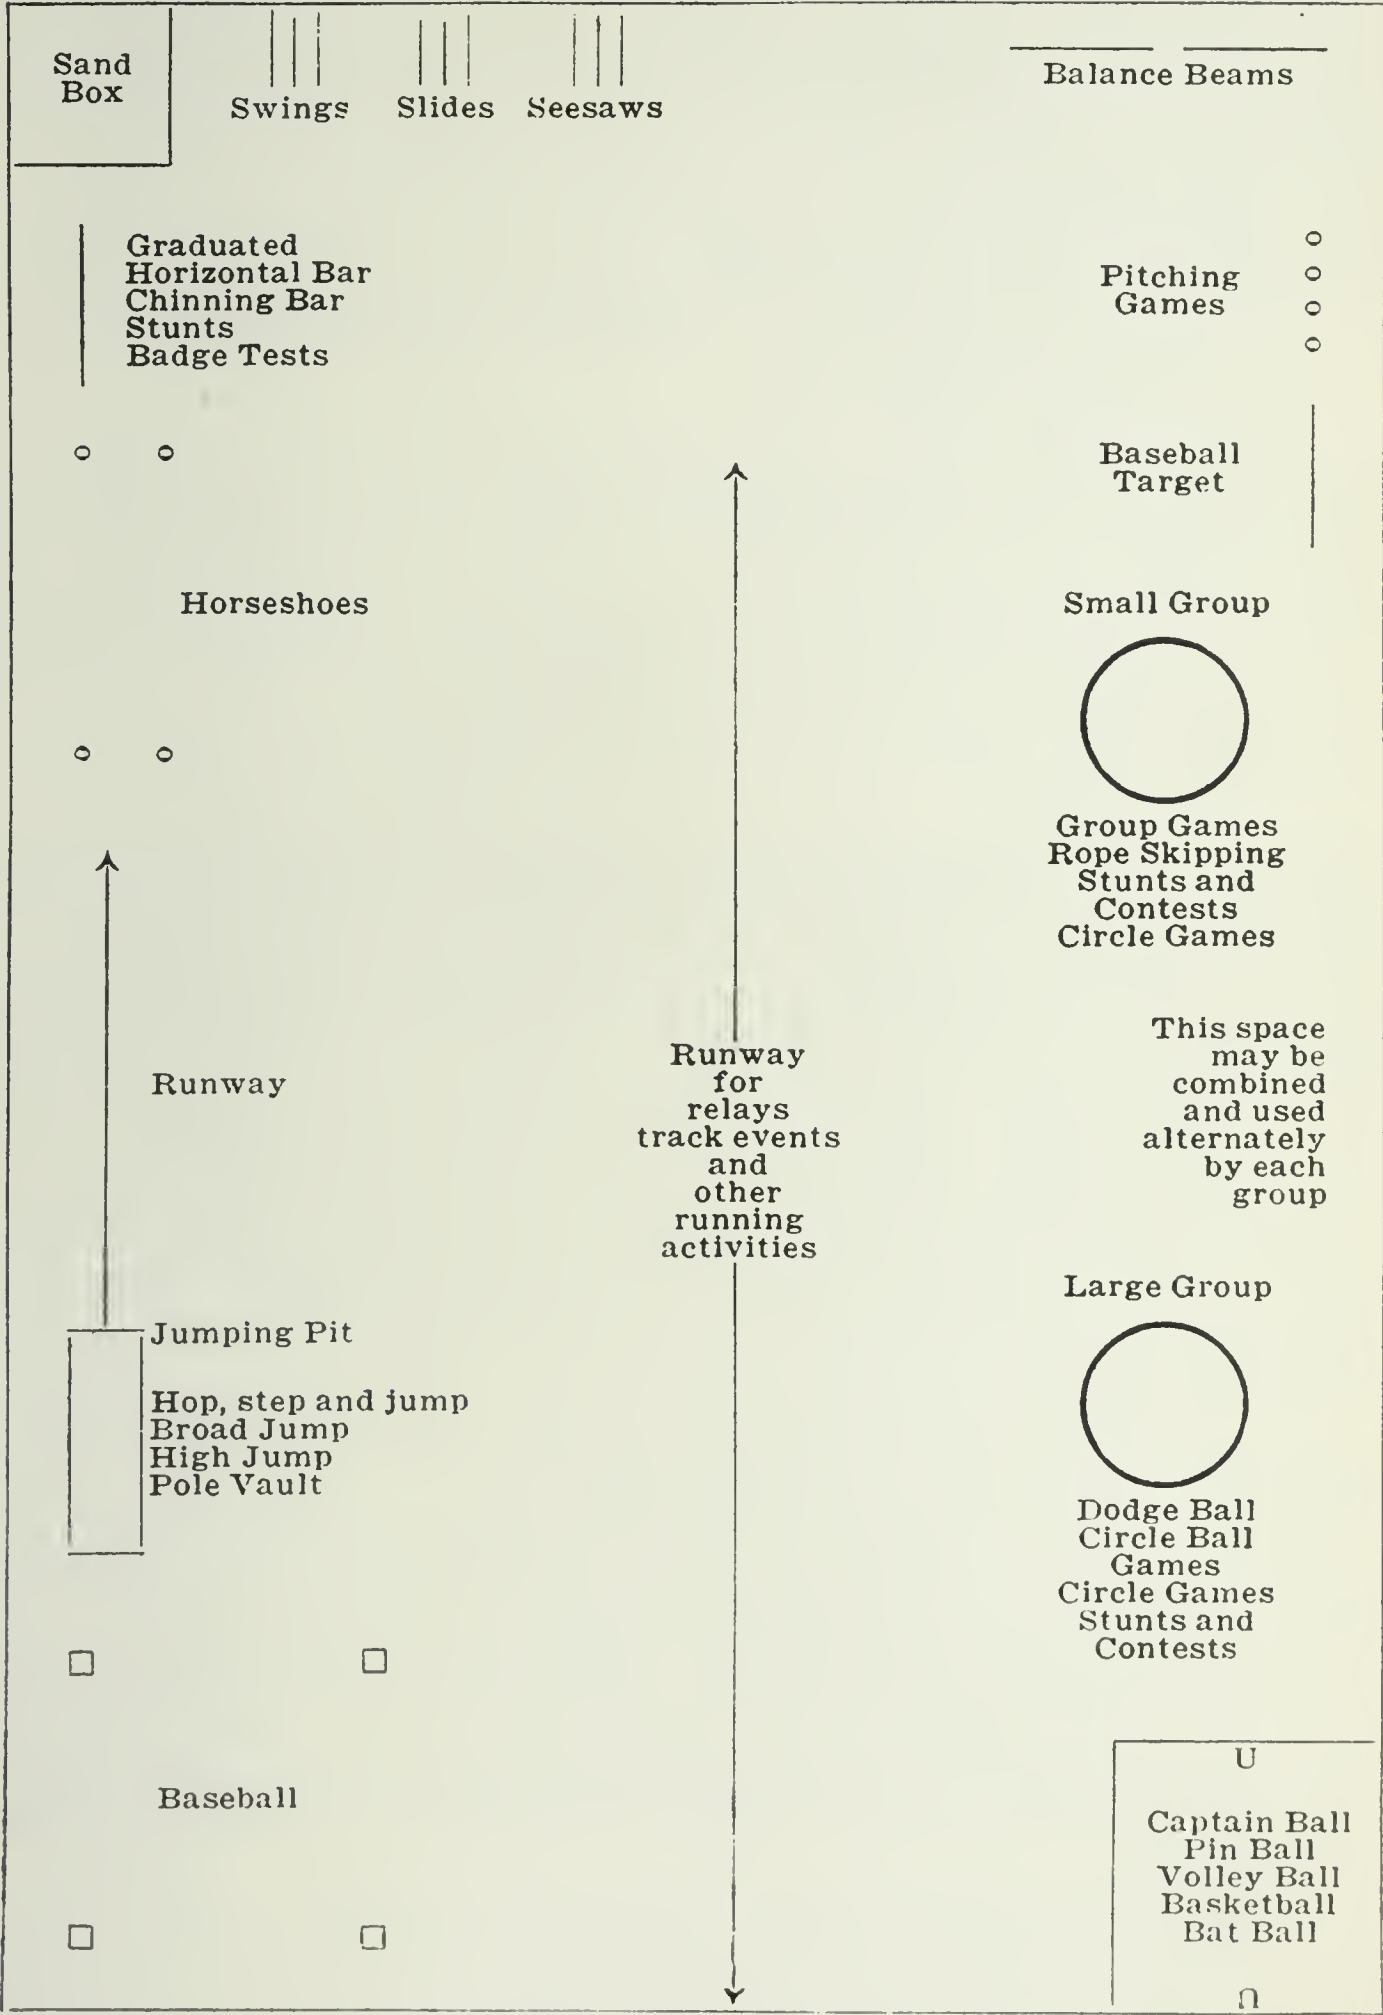 Sand
Box
Swings
Slides
Seesaws
Balance Beams
Graduated
Horizontal Bar
Chinning Bar
Stunts
Badge Tests
Pitching
Games
Baseball
Target
Horseshoes
Small Group
Group Games
Rope Skipping
Stunts and
Contests
Circle Games
Runway
Runway
for
relays
track events
and
other
running
activities
This space
may be
combined
and used
alternately
by each
group
Large Group
Jumping Pit
Hop, step and jump
Broad Jump
High Jump
Pole Vault
Dodge Ball
Circle Ball
Games
Circle Games
Stunts and
Contests
Baseball
Captain Ball
Pin Ball
Volley Ball
Basketball
Bat Ball